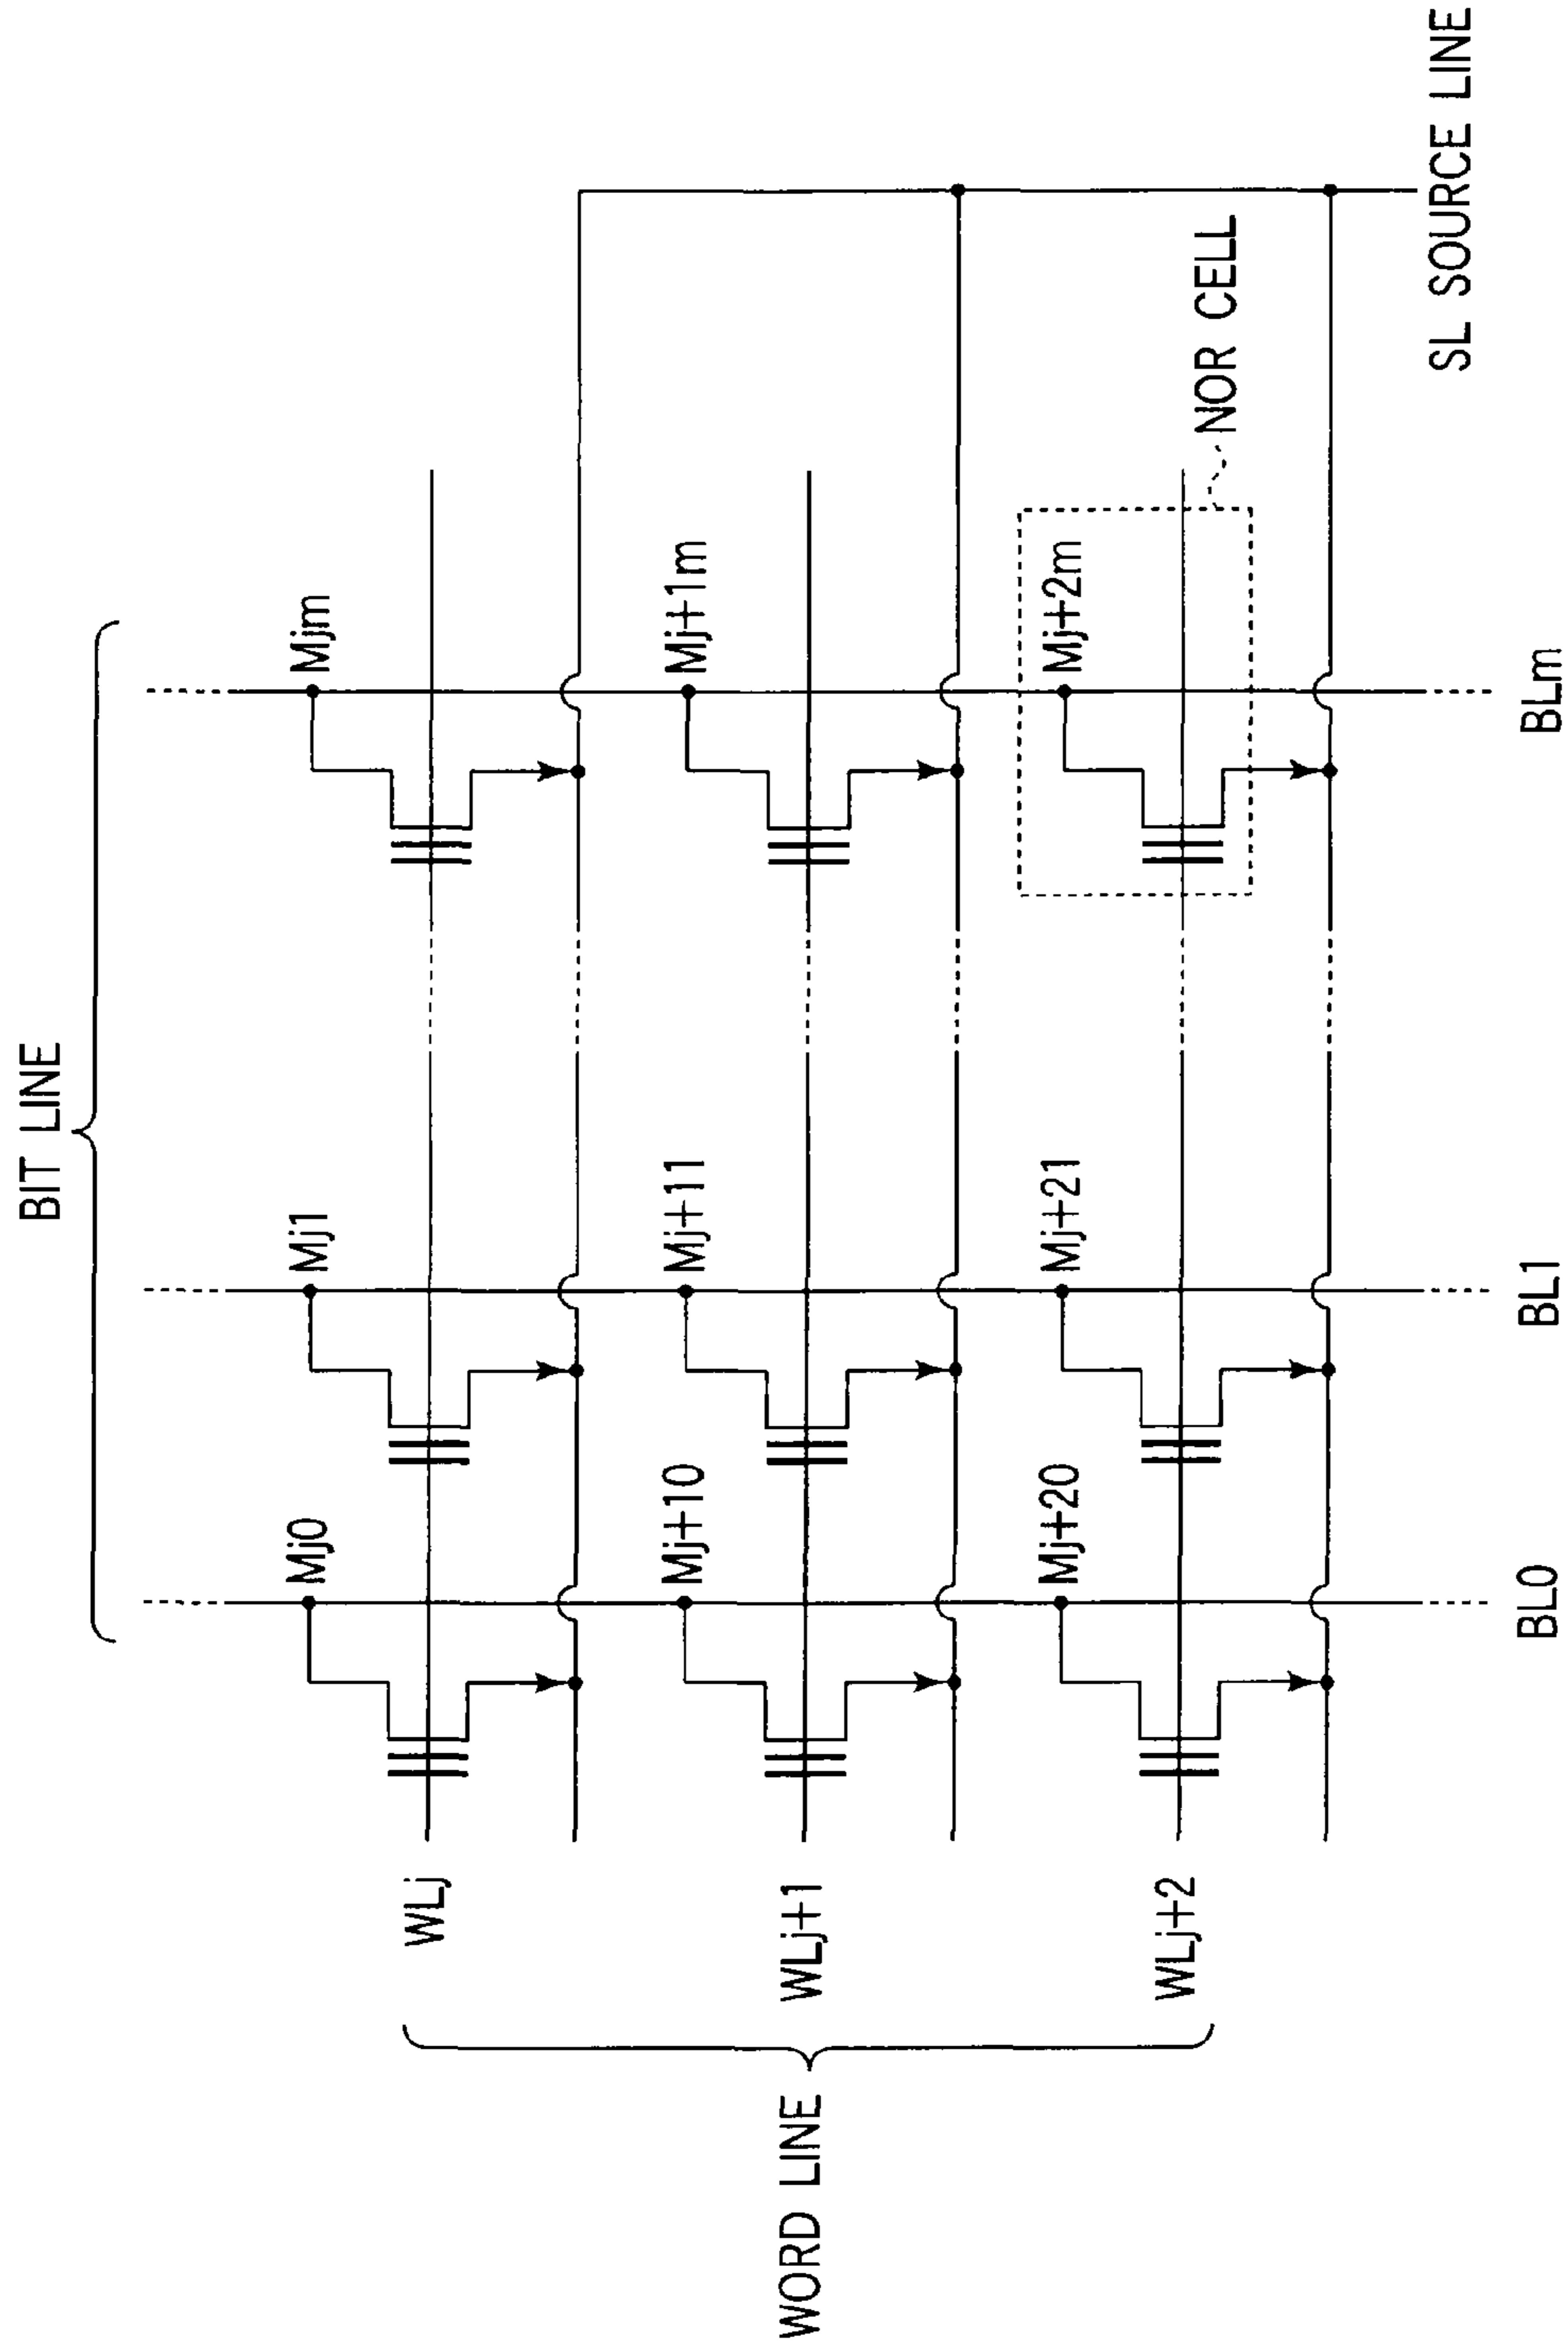 BIT LINE
Mj0
Mj1
Mjm
WLj
Mj+10
Mj+11
Mj+1m
WORD LINE
WLj+1
Mj+20
Mj+21
Mj+2m
WLj+2
NOR CELL
SL SOURCE LINE
BL0
BL1
BLm